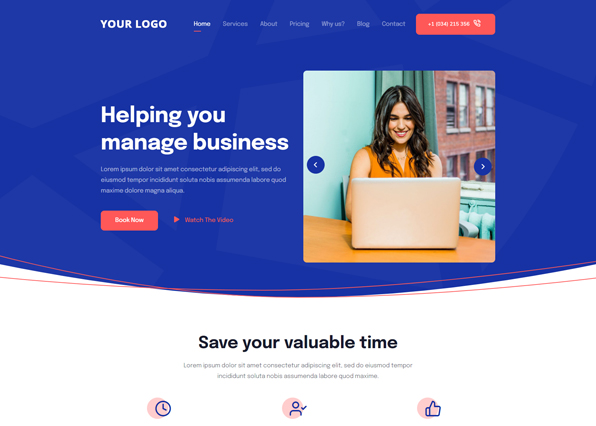 YOUR LOGO
Home Services About Pricing Why us? Blog Contact
+1 (034) 215 358
Helping you
manage business
Lorem ipsum dolor sit amet consectetur adipiscing elit, sed do
eiusmod tempor incididunt soluta nobis assumenda labore quod
maxime dolore magna aliqua.
Book Now
Watch The Video
Save your valuable time
Lorem ipsum dolor sit amet consectetur adipiscing elit, sed do eiusmod tempor
incididunt soluta nobis assumenda labore quod maxime.